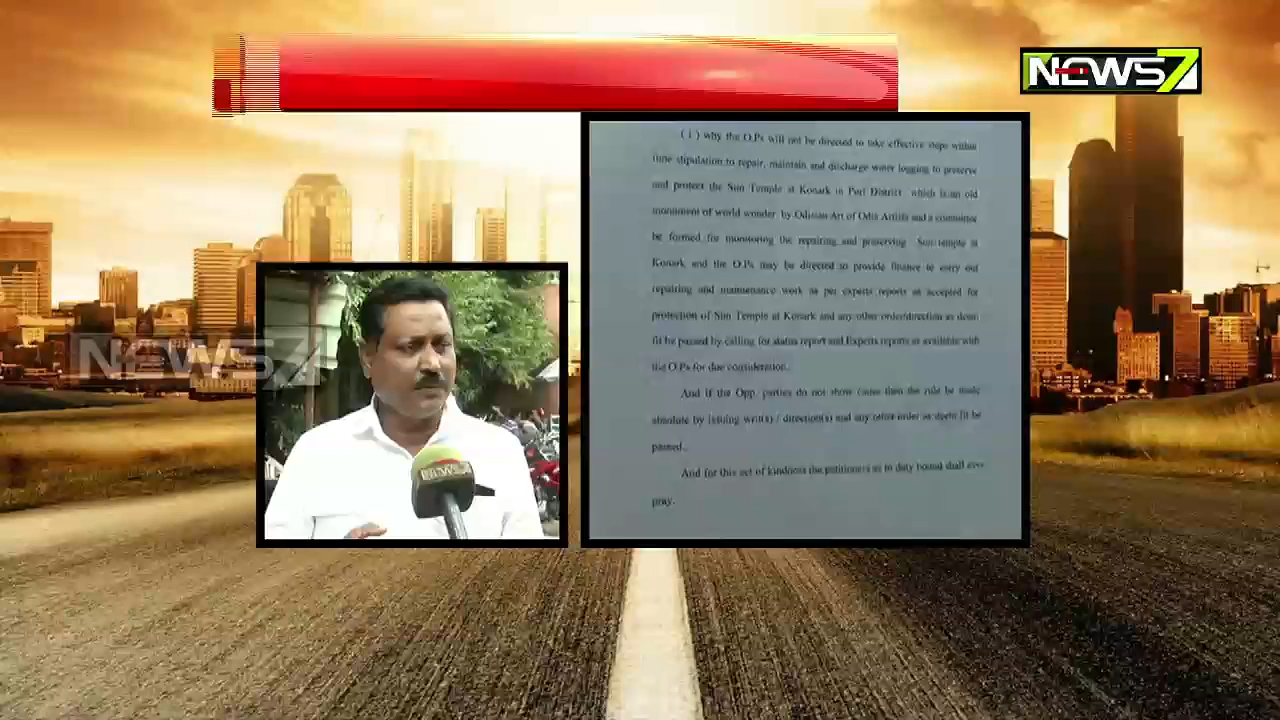 NEWS7
( i ) why the O.Ps will not be directed to take effective steps within
time stipulation to repair, maintain and discharge water logging to preserve
and protect the Sun Temple at Konark in Puri District which is an old
monument of world wonder by Odisian Art of Odia Artists and a committee
be formed for monitoring the repairing and preserving Sun temple at
Konark and the O.Ps may be directed to provide finance to carry out
repairing and maintenance work as per experts reports as accepted for
protection of Sun Temple at Konark and any other order/direction as deem
fit be passed by calling for status report and Experts reports as available with
the O.Ps for due consideration.
And if the Opp. parties do not show cause then the rule be made
absolute by issuing writ(s) / direction(s) and any other order as deem fit be
passed..
And for this act of kindness the petitioners as in duty bound shall ever
pray.
NEWS7
NEWS7